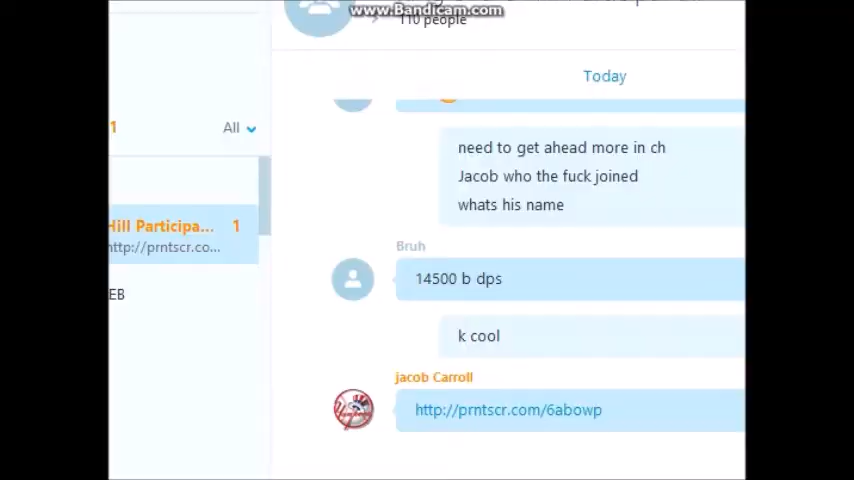 www.Bandicam.com
110 people
Today
1
All
need to get ahead more in ch
Jacob who the fuck joined
whats his name
Hill Participa... 1
http://prntscr.co...
Bruh
14500 b dps
EB
k cool
jacob Carroll
http://prntscr.com/6abowp